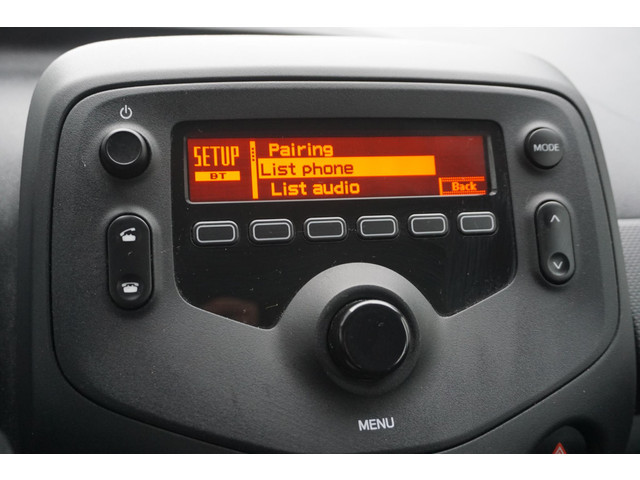 SETUP
BT
Pairing
List phone
List audio
Back
MODE
MENU